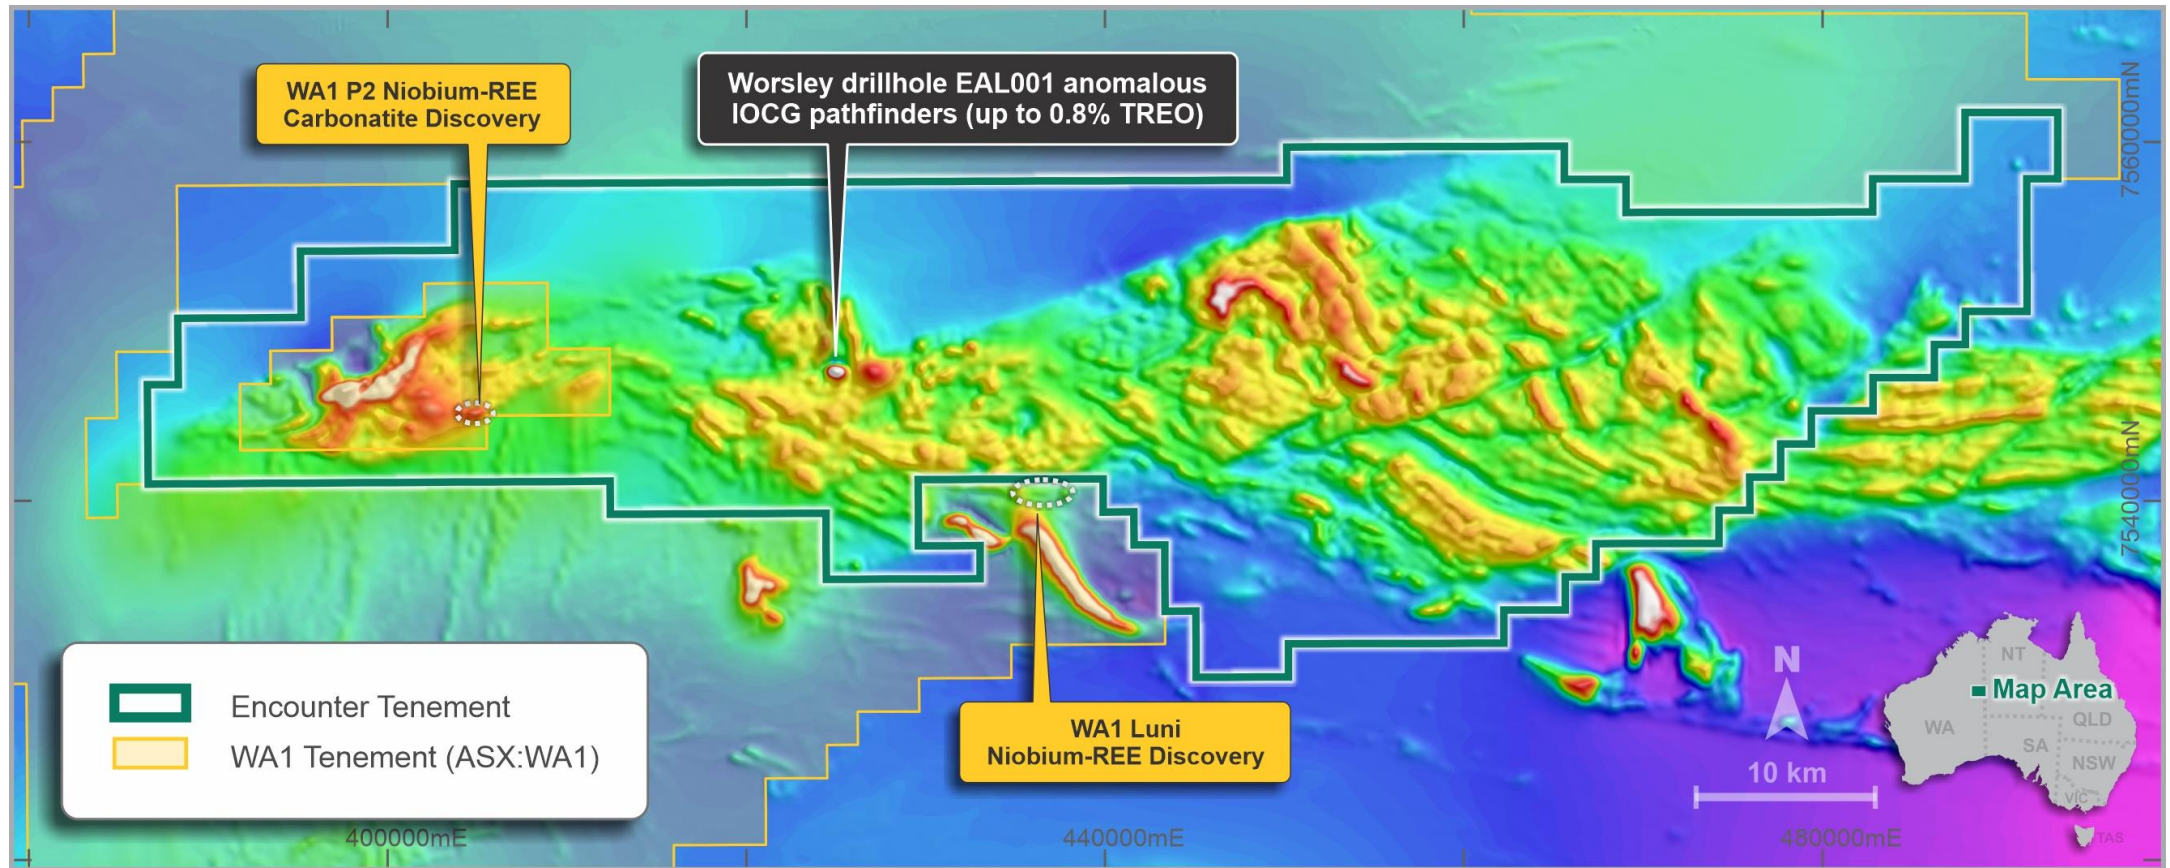 WA1 P2 Niobium-REE
Carbonatite Discovery
Worsley drillhole EAL001 anomalous
IOCG pathfinders (up to 0.8% TREO)
7560000mN
7540000mN
WA1 Luni
Niobium-REE Discovery
Encounter Tenement
WA1 Tenement (ASX:WA1)
N
10 km
NT
Map Area
WA
QLD
SA
NSW
VIC
TAS
400000mE
440000mE
480000mE